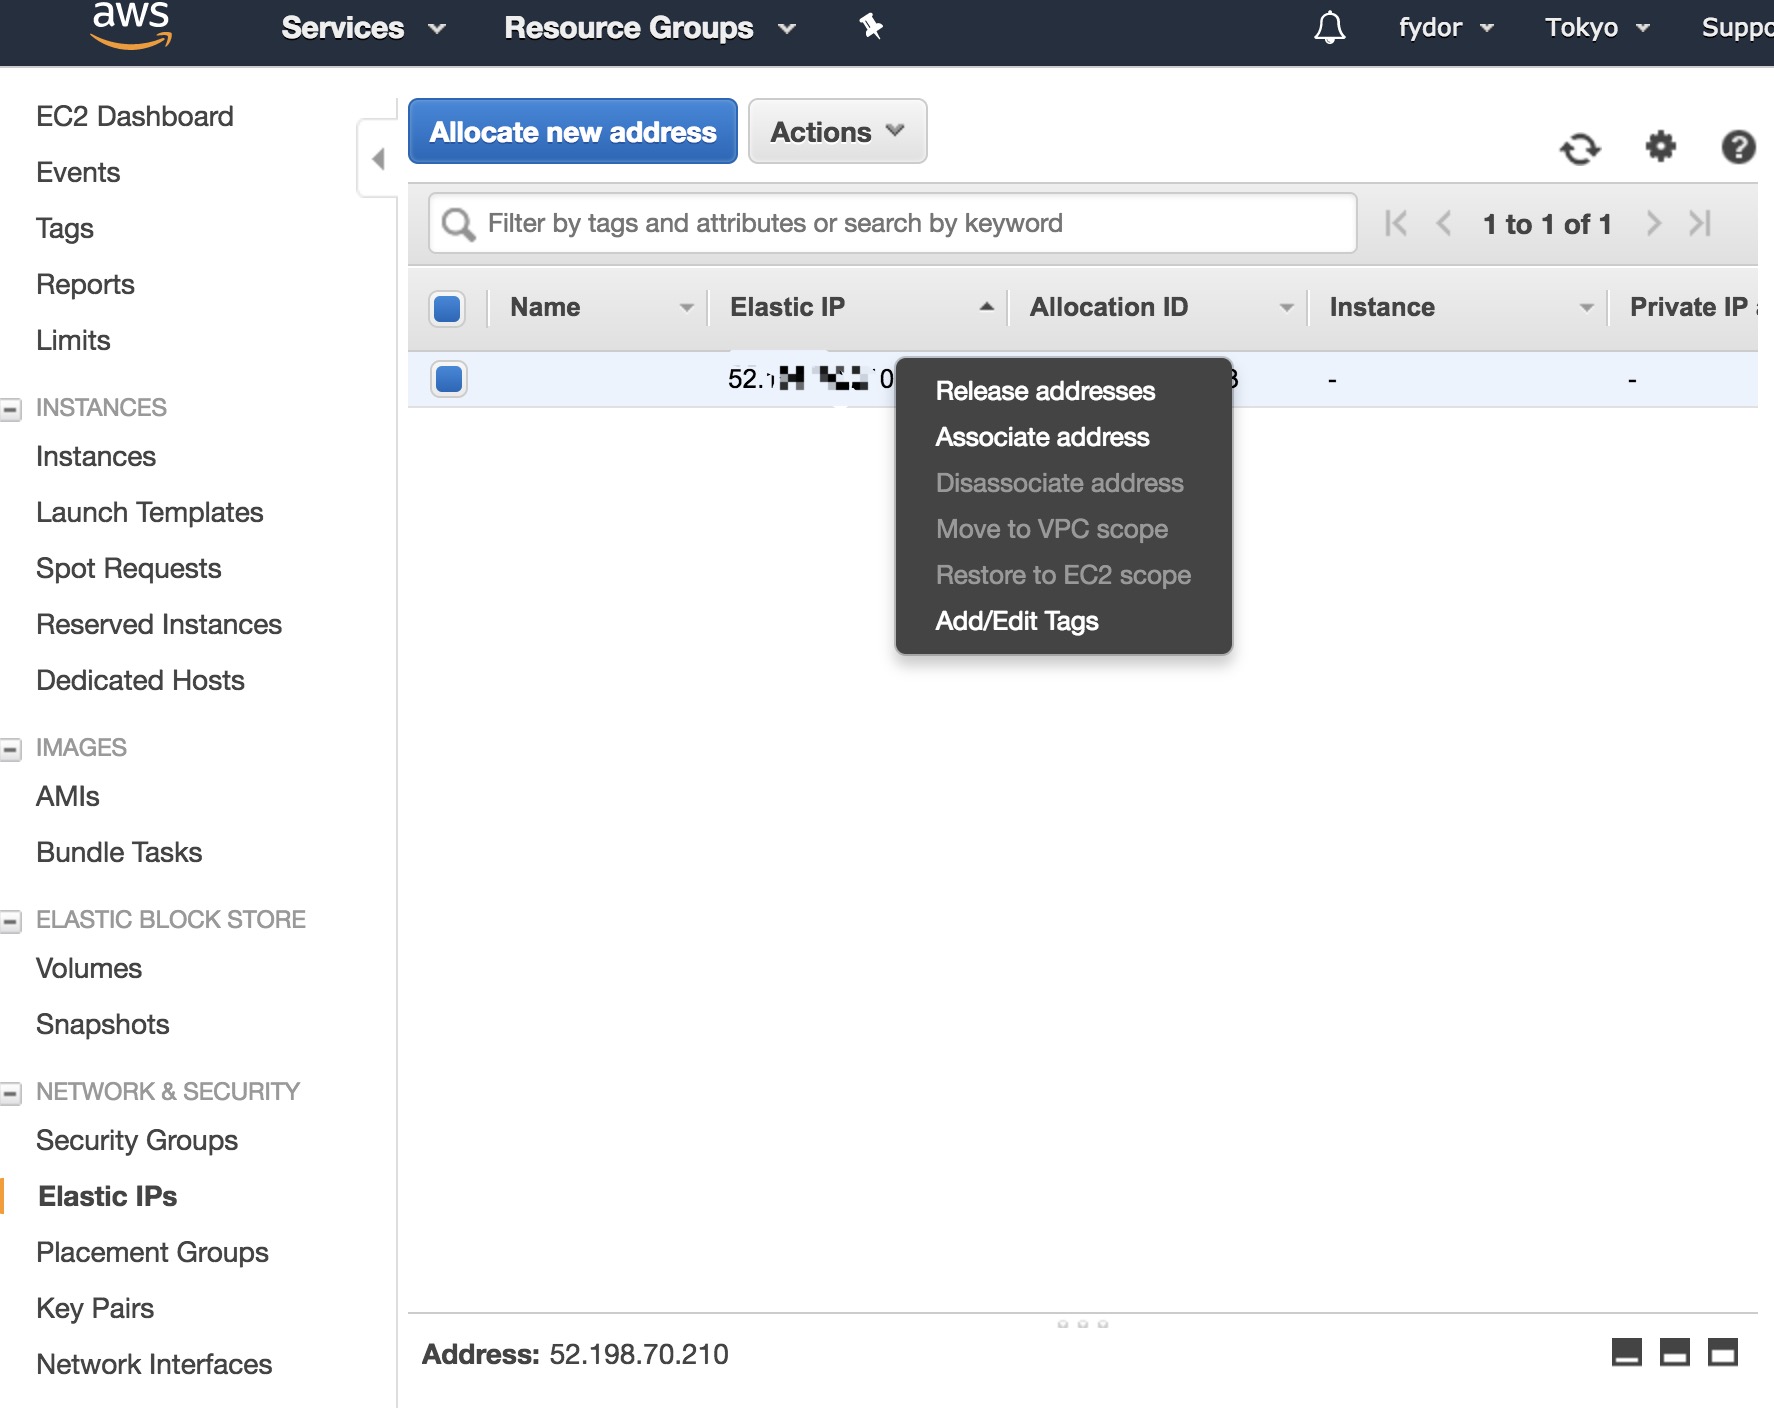 aws Services Resource Groups fydor Tokyo Suppo
EC2 Dashboard
Events
Tags
Reports
Limits
INSTANCES
Instances
Launch Templates
Spot Requests
Reserved Instances
Dedicated Hosts
IMAGES
AMIs
Bundle Tasks
ELASTIC BLOCK STORE
Volumes
Snapshots
NETWORK & SECURITY
Security Groups
Elastic IPs
Placement Groups
Key Pairs
Network Interfaces
Allocate new address Actions
Filter by tags and attributes or search by keyword 1 to 1 of 1
Name Elastic IP Allocation ID Instance Private IP
52. - -
Release addresses
Associate address
Disassociate address
Move to VPC scope
Restore to EC2 scope
Add/Edit Tags
Address: 52.198.70.210